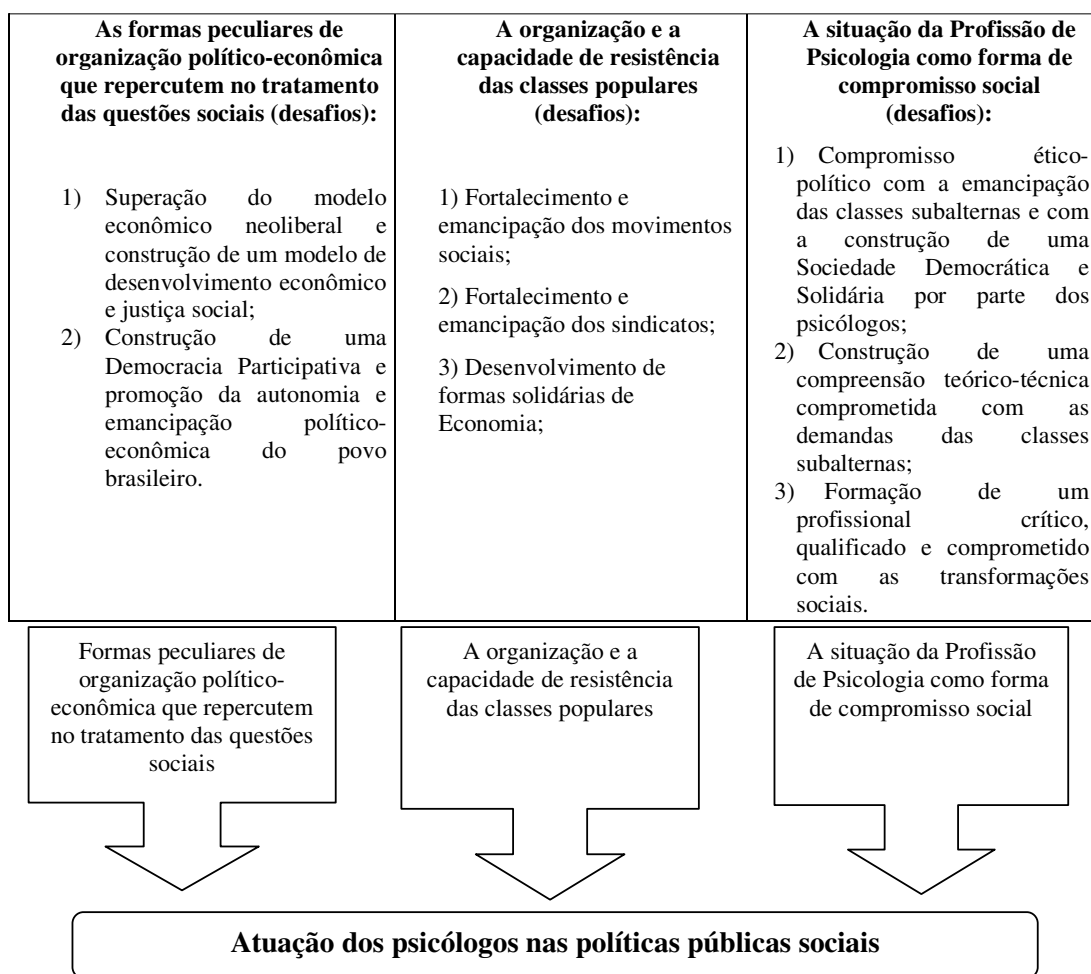 As formas peculiares de
organização político-econômica
que repercutem no tratamento
das questões sociais (desafios):
1) Superação do modelo
econômico neoliberal e
construção de um modelo de
desenvolvimento econômico
e justiça social;
2) Construção de uma
Democracia Participativa e
promoção da autonomia e
emancipação político-
econômica do povo
brasileiro.
A organização e a
capacidade de resistência
das classes populares
(desafios):
1) Fortalecimento e
emancipação dos movimentos
sociais;
2) Fortalecimento e
emancipação dos sindicatos;
3) Desenvolvimento de
formas solidárias de
Economia;
A situação da Profissão de
Psicologia como forma de
compromisso social
(desafios):
1) Compromisso ético-
político com a emancipação
das classes subalternas e com
a construção de uma
Sociedade Democrática e
Solidária por parte dos
psicólogos;
2) Construção de uma
compreensão teórico-técnica
comprometida com as
demandas das classes
subalternas;
3) Formação de um
profissional crítico,
qualificado e comprometido
com as transformações
sociais.
Formas peculiares de
organização político-
econômica que repercutem
no tratamento das questões
sociais
A organização e a
capacidade de resistência
das classes populares
A situação da Profissão
de Psicologia como forma
de compromisso social
Atuação dos psicólogos nas políticas públicas sociais